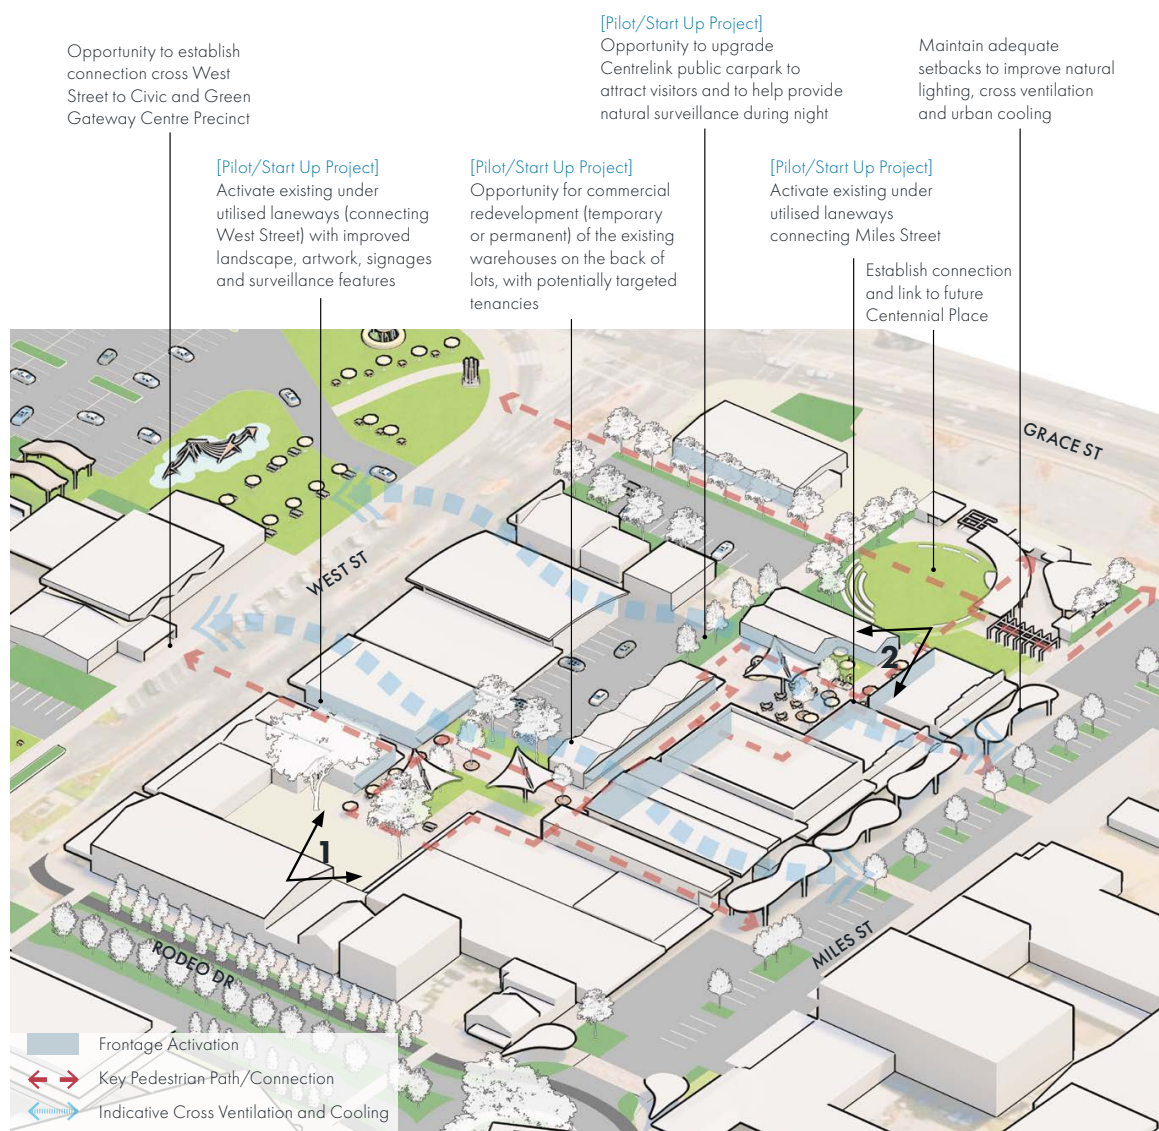 [Pilot/Start Up Project]
Opportunity to upgrade
Centrelink public carpark to
attract visitors and to help provide
natural surveillance during night
Opportunity to establish
connection cross West
Street to Civic and Green
Gateway Centre Precinct
Maintain adequate
setbacks to improve natural
lighting, cross ventilation
and urban cooling
[Pilot/Start Up Project]
Activate existing under
utilised laneways (connecting
West Street) with improved
landscape, artwork, signages
and surveillance features
[Pilot/Start Up Project]
Opportunity for commercial
redevelopment (temporary
or permanent) of the existing
warehouses on the back of
lots, with potentially targeted
tenancies
[Pilot/Start Up Project]
Activate existing under
utilised laneways
connecting Miles Street
Establish connection
and link to future
Centennial Place
GRACE ST
WEST ST
2
1
MILES ST
RODEO DR
Frontage Activation
Key Pedestrian Path/Connection
Indicative Cross Ventilation and Cooling